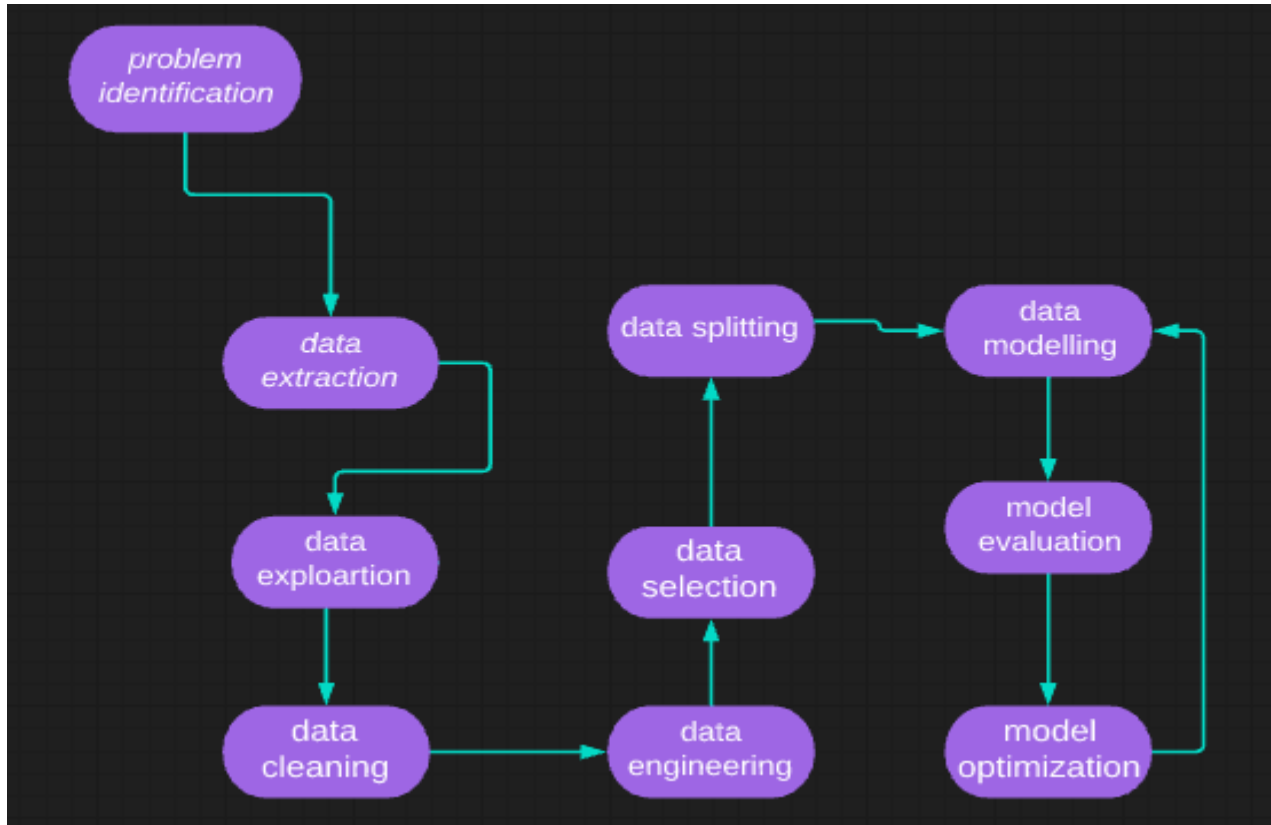 problem
identification
data
extraction
data
exploartion
data
cleaning
data
engineering
data
selection
data splitting
data
modelling
model
evaluation
model
optimization